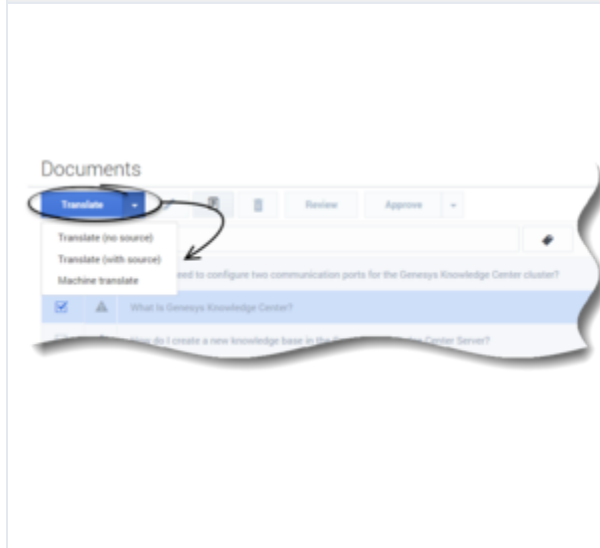 Documents
Translate
Review
Approve
Translate (no source)
Translate (with source)
Machine translate
need to configure two communication ports for the Genesys Knowledge Center cluster?
What is Genesys Knowledge Center?
How do I create a new knowledge base in the Center Server?